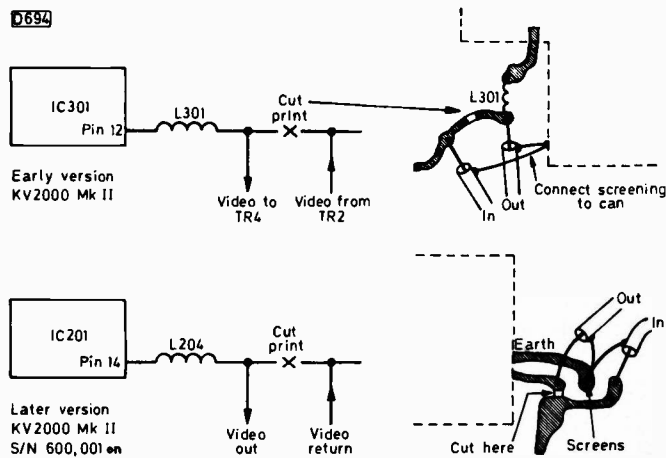 D694
IC301
Pin 12
L301
Cut
print
Video to
TR4
Video from
TR2
Early version
KV2000 Mk II
L301
In
Out
Connect screening
to can
IC201
Pin 14
L204
Cut
print
Video
out
Video
return
Later version
KV2000 Mk II
S/N 600,001 on
Earth
Out
In
Cut here
Screens